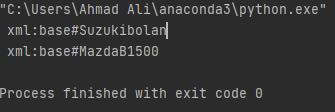 "C:\Users\Ahmad Ali\anaconda3\python.exe"
xml:base#Suzukibolan
xml:base#MazdaB1500
Process finished with exit code 0